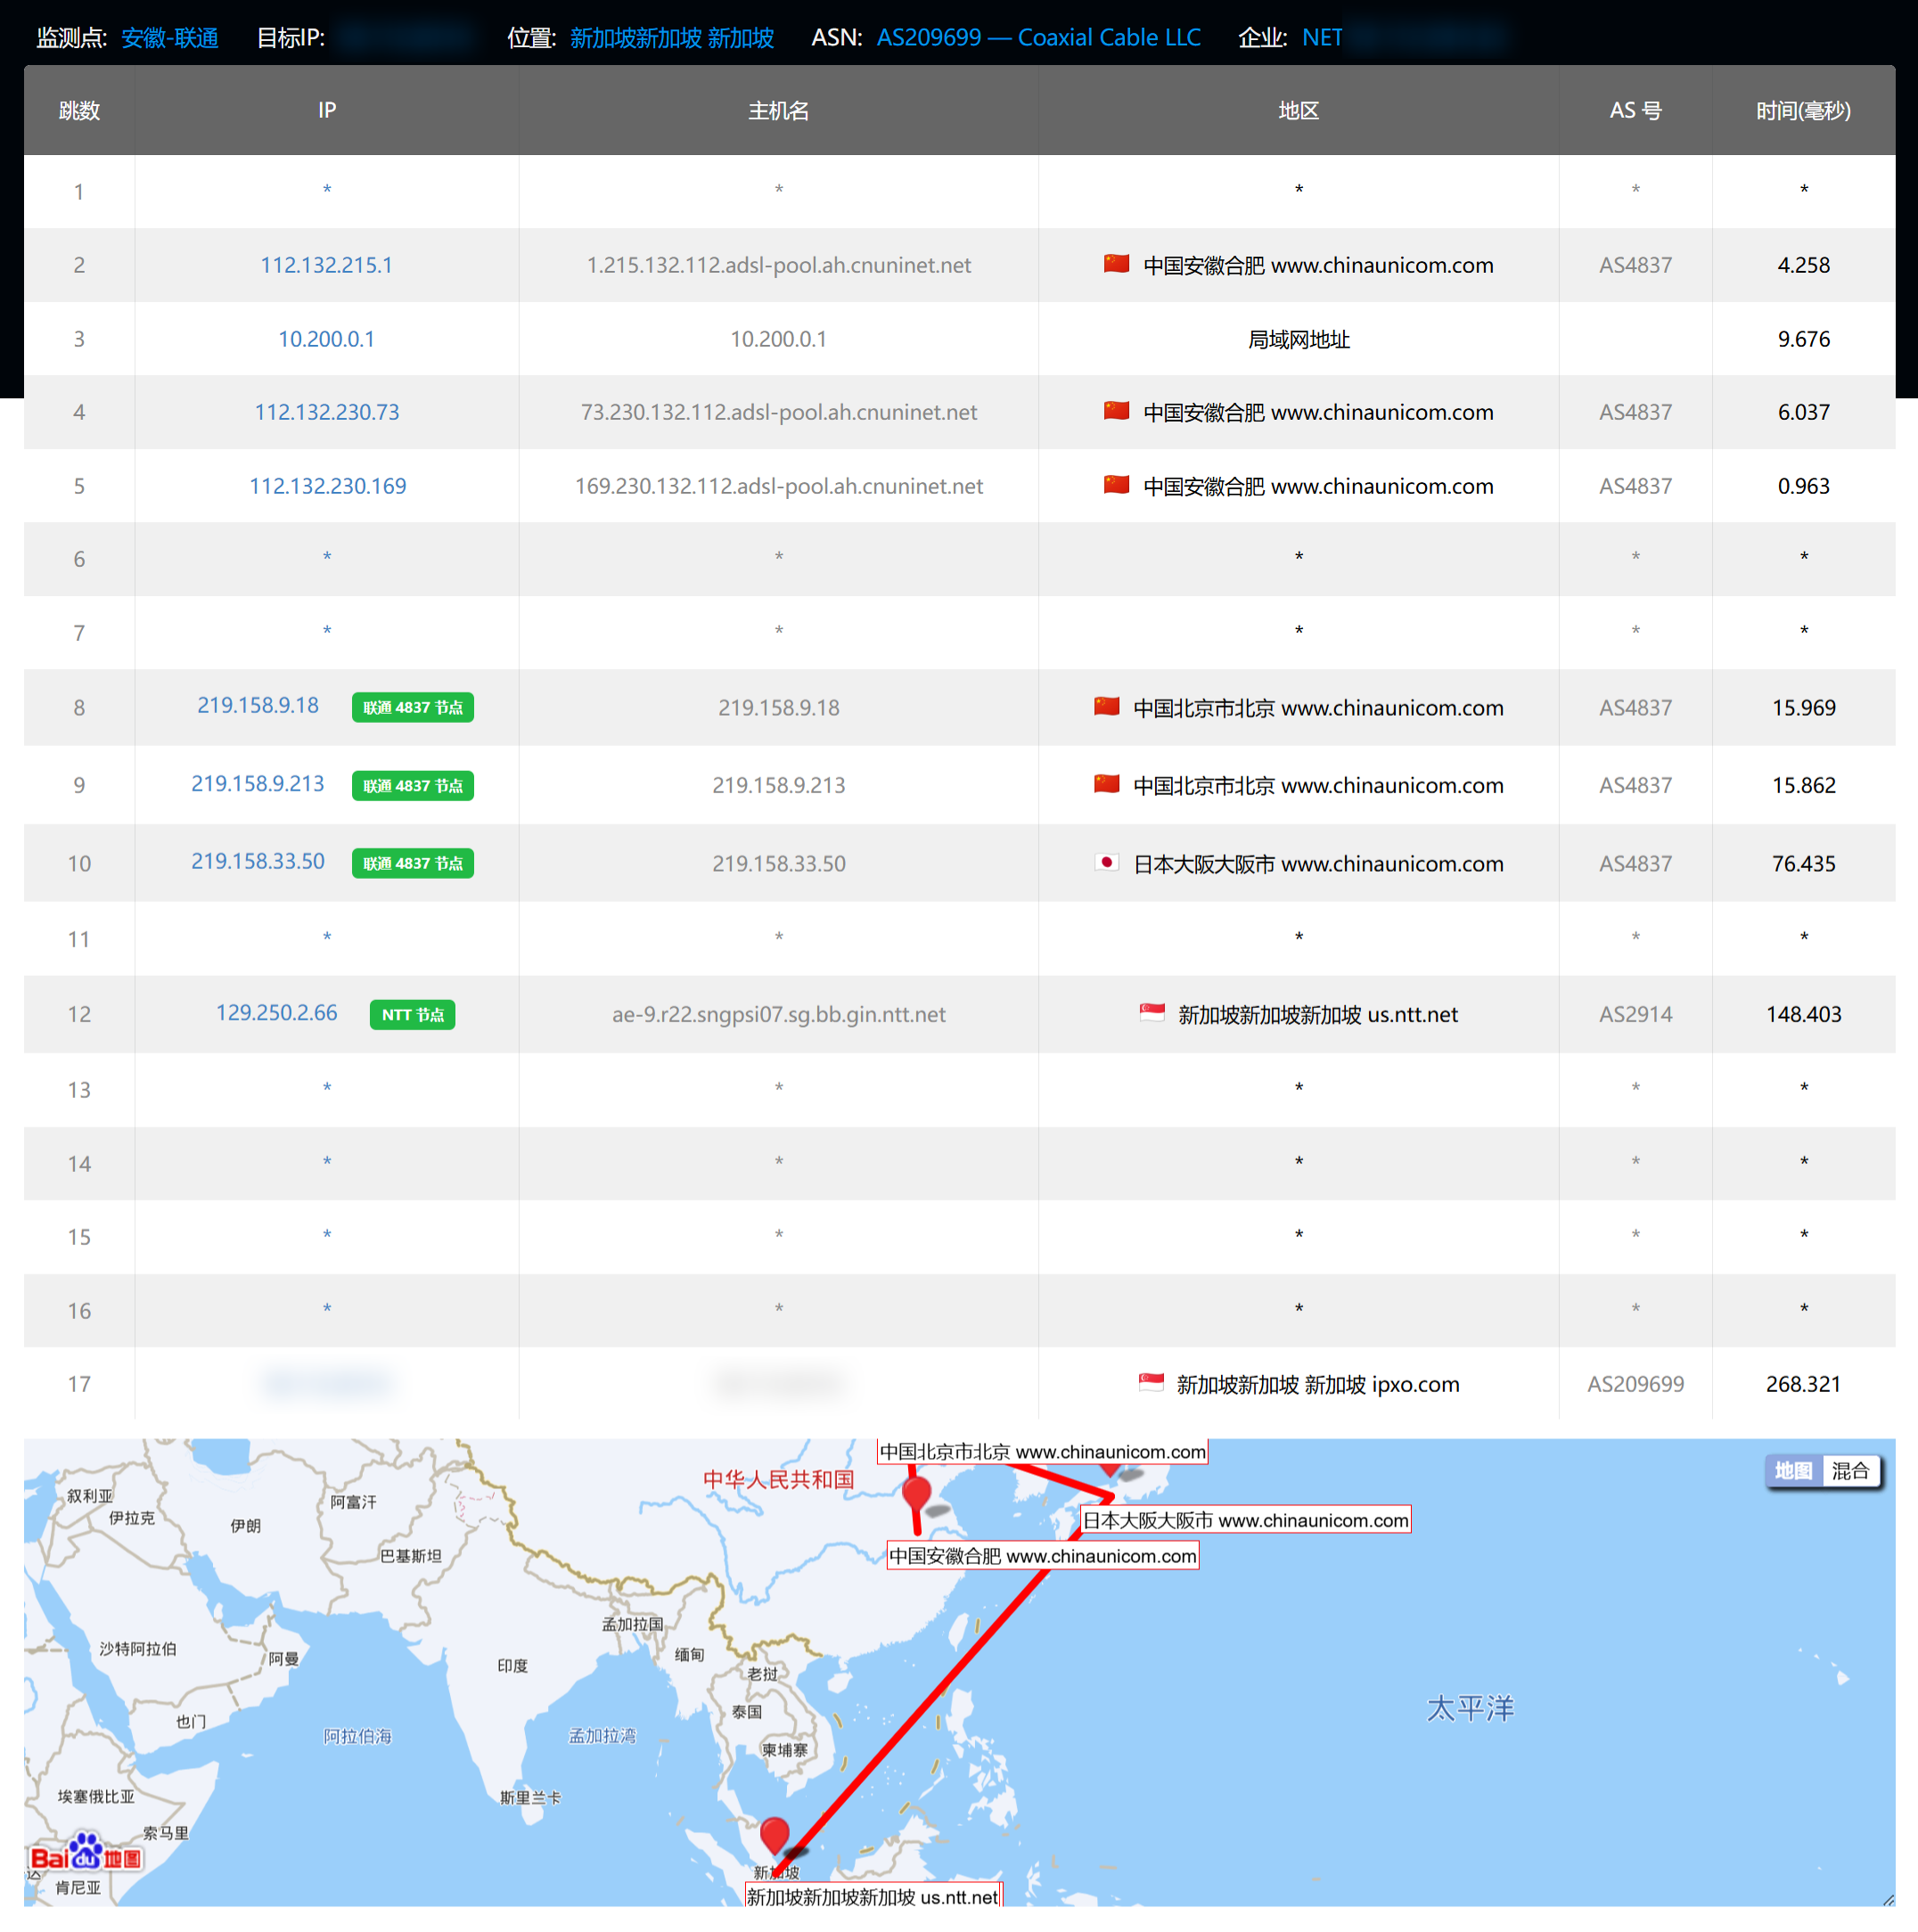 监测点: 安徽-联通 目标IP: 位置: 新加坡新加坡 新加坡 ASN: AS209699 — Coaxial Cable LLC 企业: NET
跳数 IP 主机名 地区 AS 号 时间(毫秒)
1 * * * * *
2 112.132.215.1 1.215.132.112.adsl-pool.ah.cnuninet.net 中国安徽合肥 www.chinaunicom.com AS4837 4.258
3 10.200.0.1 10.200.0.1 局域网地址 9.676
4 112.132.230.73 73.230.132.112.adsl-pool.ah.cnuninet.net 中国安徽合肥 www.chinaunicom.com AS4837 6.037
5 112.132.230.169 169.230.132.112.adsl-pool.ah.cnuninet.net 中国安徽合肥 www.chinaunicom.com AS4837 0.963
6 * * * * *
7 * * * * *
8 219.158.9.18 联通 4837 节点 219.158.9.18 中国北京市北京 www.chinaunicom.com AS4837 15.969
9 219.158.9.213 联通 4837 节点 219.158.9.213 中国北京市北京 www.chinaunicom.com AS4837 15.862
10 219.158.33.50 联通 4837 节点 219.158.33.50 日本大阪大阪市 www.chinaunicom.com AS4837 76.435
11 * * * * *
12 129.250.2.66 NTT 节点 ae-9.r22.sngpsi07.sg.bb.gin.ntt.net 新加坡新加坡新加坡 us.ntt.net AS2914 148.403
13 * * * * *
14 * * * * *
15 * * * * *
16 * * * * *
17 新加坡新加坡 新加坡 ipxo.com AS209699 268.321
中国北京市北京 www.chinaunicom.com
地图 混合
中华人民共和国
叙利亚
伊拉克
伊朗
阿富汗
日本大阪大阪市 www.chinaunicom.com
巴基斯坦
中国安徽合肥 www.chinaunicom.com
孟加拉国
沙特阿拉伯
阿曼
印度
缅甸
老挝
也门
阿拉伯海
孟加拉湾
泰国
太平洋
柬埔寨
埃塞俄比亚
斯里兰卡
索马里
Bai du 地图
达
肯尼亚
新加坡
新加坡新加坡新加坡 us.ntt.net